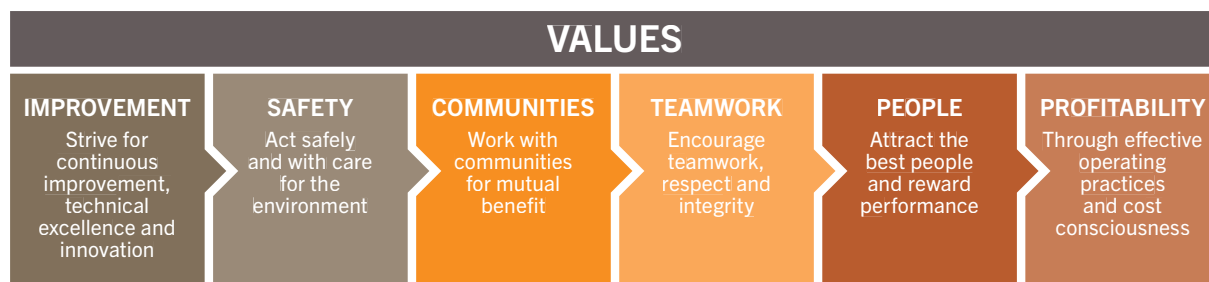 VALUES
IMPROVEMENT
Strive for
continuous
improvement,
technical
excellence and
innovation
SAFETY
Act safely
and with care
for the
environment
COMMUNITIES
Work with
communities
for mutual
benefit
TEAMWORK
Encourage
teamwork,
respect and
integrity
PEOPLE
Attract the
best people
and reward
performance
PROFITABILITY
Through effective
operating
practices
and cost
consciousness